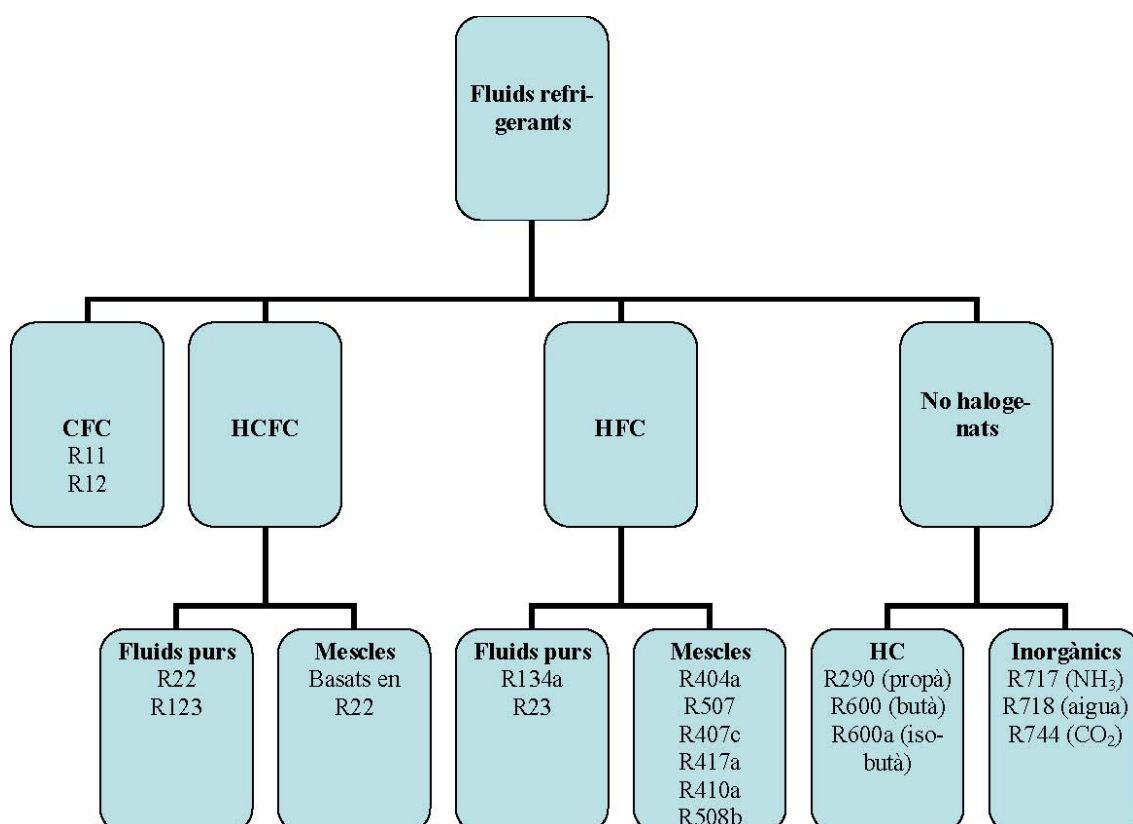 Fluids refri-
gerants
CFC
R11
R12
HCFC
HFC
No haloge-
nats
Fluids purs
R22
R123
Mescles
Basats en
R22
Fluids purs
R134a
R23
Mescles
R404a
R507
R407c
R417a
R410a
R508b
HC
R290 (propà)
R600 (butà)
R600a (iso-
butà)
Inorgànics
R717 (NH₃)
R718 (aigua)
R744 (CO₂)